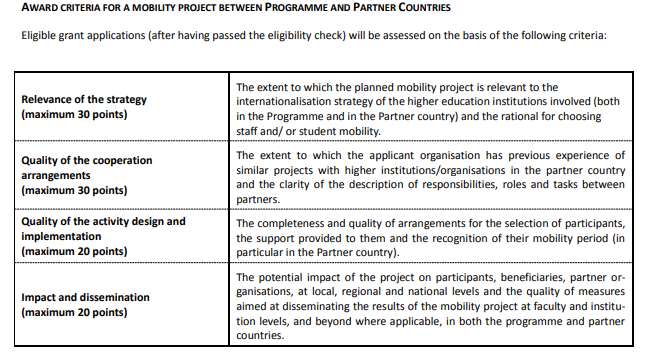 AWARD CRITERIA FOR A MOBILITY PROJECT BETWEEN PROGRAMME AND PARTNER COUNTRIES
Eligible grant applications (after having passed the eligibility check) will be assessed on the basis of the following criteria:
Relevance of the strategy
(maximum 30 points)
The extent to which the planned mobility project is relevant to the
internationalisation strategy of the higher education institutions involved (both
in the Programme and in the Partner country) and the rational for choosing
staff and/ or student mobility.
Quality of the cooperation
arrangements
(maximum 30 points)
The extent to which the applicant organisation has previous experience of
similar projects with higher institutions/organisations in the partner country
and the clarity of the description of responsibilities, roles and tasks between
partners.
Quality of the activity design and
implementation
(maximum 20 points)
The completeness and quality of arrangements for the selection of participants,
the support provided to them and the recognition of their mobility period (in
particular in the Partner country).
Impact and dissemination
(maximum 20 points)
The potential impact of the project on participants, beneficiaries, partner or-
ganisations, at local, regional and national levels and the quality of measures
aimed at disseminating the results of the mobility project at faculty and institu-
tion levels, and beyond where applicable, in both the programme and partner
countries.